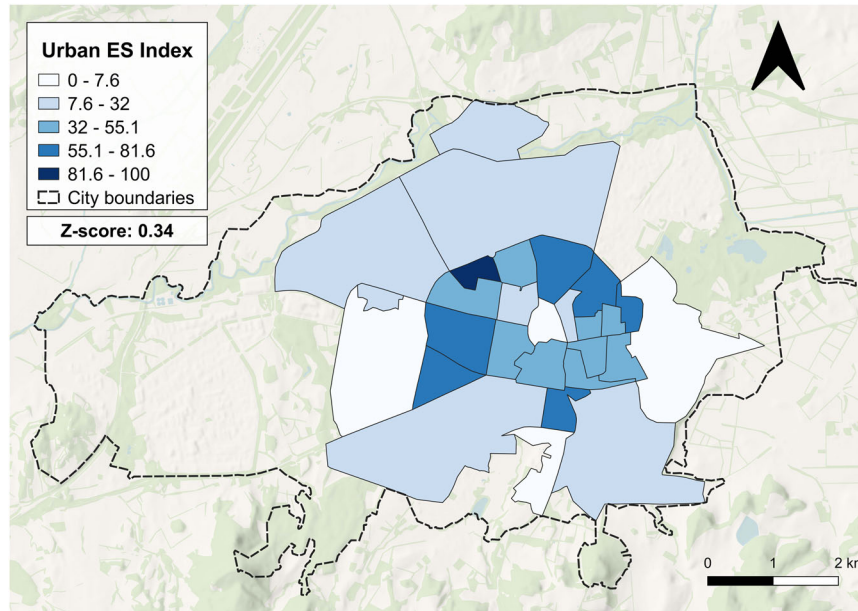 Urban ES Index
0 - 7.6
7.6 - 32
32 - 55.1
55.1 - 81.6
81.6 - 100
City boundaries
Z-score: 0.34
0 1 2 km